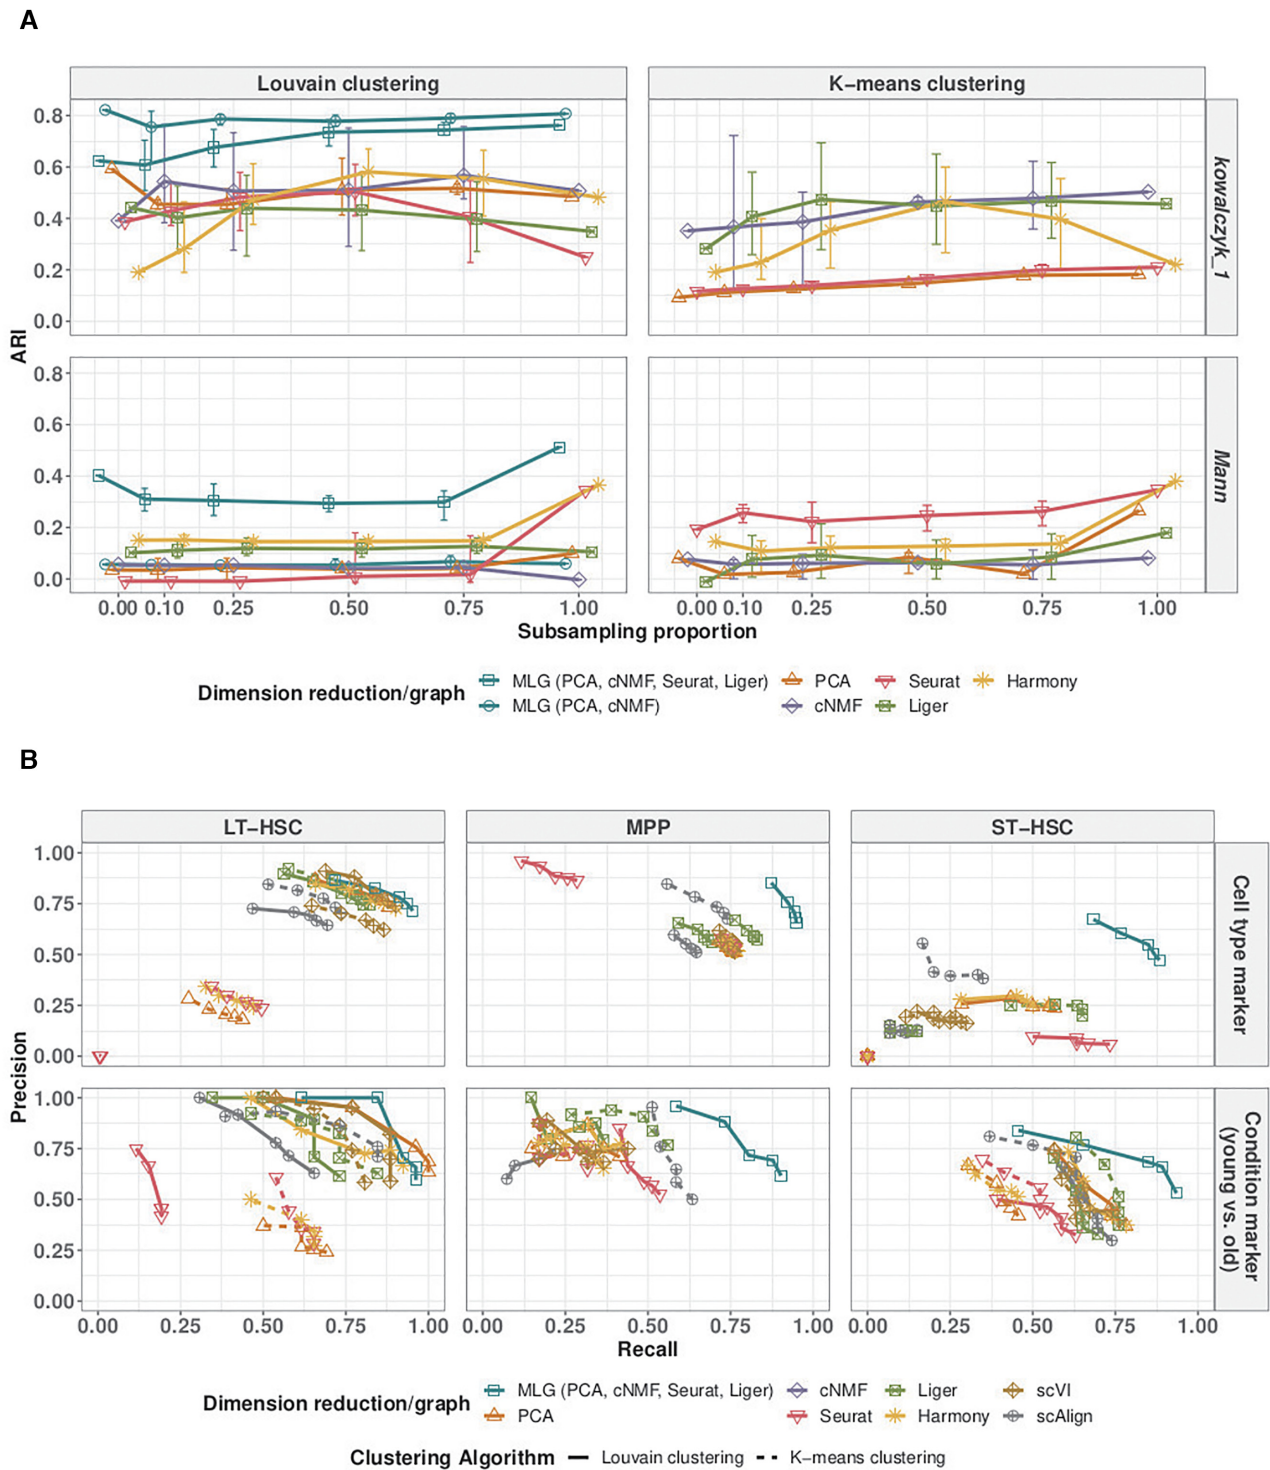 A
Louvain clustering
K−means clustering
0.8
0.6
0.4
0.2
0.0
kowalczyk_1
ARI
0.8
0.6
0.4
0.2
0.0
Mann
0.00 0.10 0.25 0.50 0.75 1.00
0.00 0.10 0.25 0.50 0.75 1.00
Subsampling proportion
Dimension reduction/graph
MLG (PCA, cNMF, Seurat, Liger)
PCA
Seurat
Harmony
MLG (PCA, cNMF)
cNMF
Liger
B
LT−HSC
MPP
ST−HSC
1.00
0.75
0.50
0.25
0.00
Cell type marker
Precision
1.00
0.75
0.50
0.25
0.00
Condition marker
(young vs. old)
0.00 0.25 0.50 0.75 1.00
0.00 0.25 0.50 0.75 1.00
0.00 0.25 0.50 0.75 1.00
Recall
Dimension reduction/graph
MLG (PCA, cNMF, Seurat, Liger)
cNMF
Liger
scVI
PCA
Seurat
Harmony
scAlign
Clustering Algorithm
Louvain clustering
K−means clustering